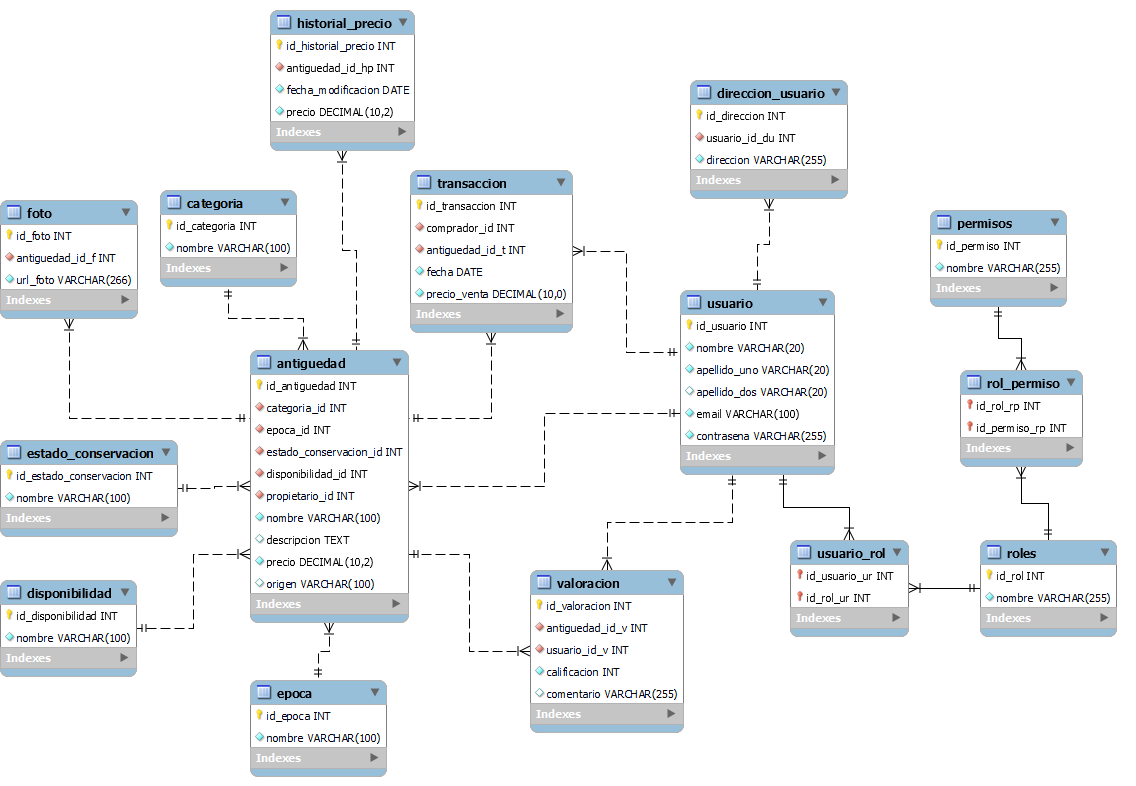 historial_precio
id_historial_precio INT
antiguedad_id_hp INT
fecha_modificacion DATE
precio DECIMAL(10,2)
Indexes
direccion_usuario
id_direccion INT
usuario_id_du INT
direccion VARCHAR(255)
Indexes
transaccion
id_transaccion INT
comprador_id INT
antiguedad_id_t INT
fecha DATE
precio_venta DECIMAL(10,0)
Indexes
categoria
id_categoria INT
nombre VARCHAR(100)
Indexes
foto
id_foto INT
antiguedad_id_f INT
url_foto VARCHAR(266)
Indexes
permisos
id_permiso INT
nombre VARCHAR(255)
Indexes
usuario
id_usuario INT
nombre VARCHAR(20)
apellido_uno VARCHAR(20)
apellido_dos VARCHAR(20)
email VARCHAR(100)
contrasena VARCHAR(255)
Indexes
antiguedad
id_antiguedad INT
categoria_id INT
epoca_id INT
estado_conservacion_id INT
disponibilidad_id INT
propietario_id INT
nombre VARCHAR(100)
descripcion TEXT
precio DECIMAL(10,2)
origen VARCHAR(100)
Indexes
rol_permiso
id_rol_rp INT
id_permiso_rp INT
Indexes
estado_conservacion
id_estado_conservacion INT
nombre VARCHAR(100)
Indexes
usuario_rol
id_usuario_ur INT
id_rol_ur INT
Indexes
roles
id_rol INT
nombre VARCHAR(255)
Indexes
valoracion
id_valoracion INT
antiguedad_id_v INT
usuario_id_v INT
calificacion INT
comentario VARCHAR(255)
Indexes
disponibilidad
id_disponibilidad INT
nombre VARCHAR(100)
Indexes
epoca
id_epoca INT
nombre VARCHAR(100)
Indexes